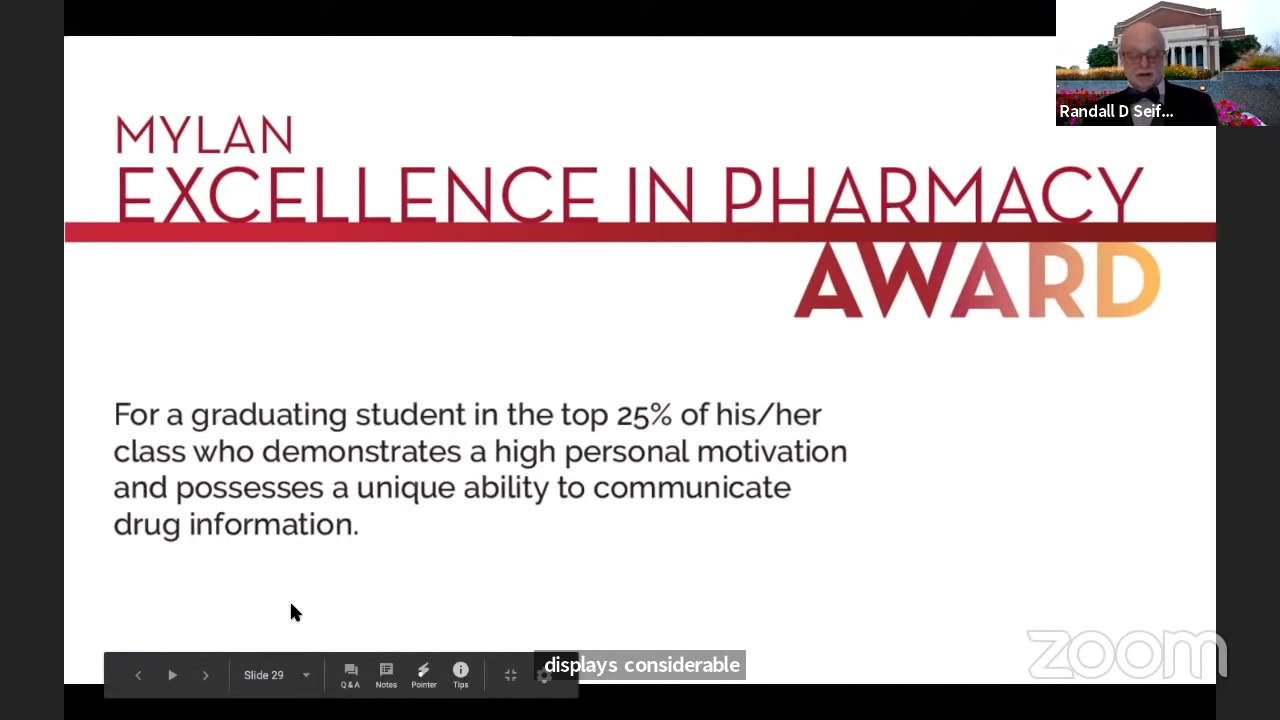 Randall D Seif...
MYLAN
EXCELLENCE IN PHARMACY
AWARD
For a graduating student in the top 25% of his/her
class who demonstrates a high personal motivation
and possesses a unique ability to communicate
drug information.
displays considerable
Slide 29
Q&A
Notes
Pointer
Tips
zoom